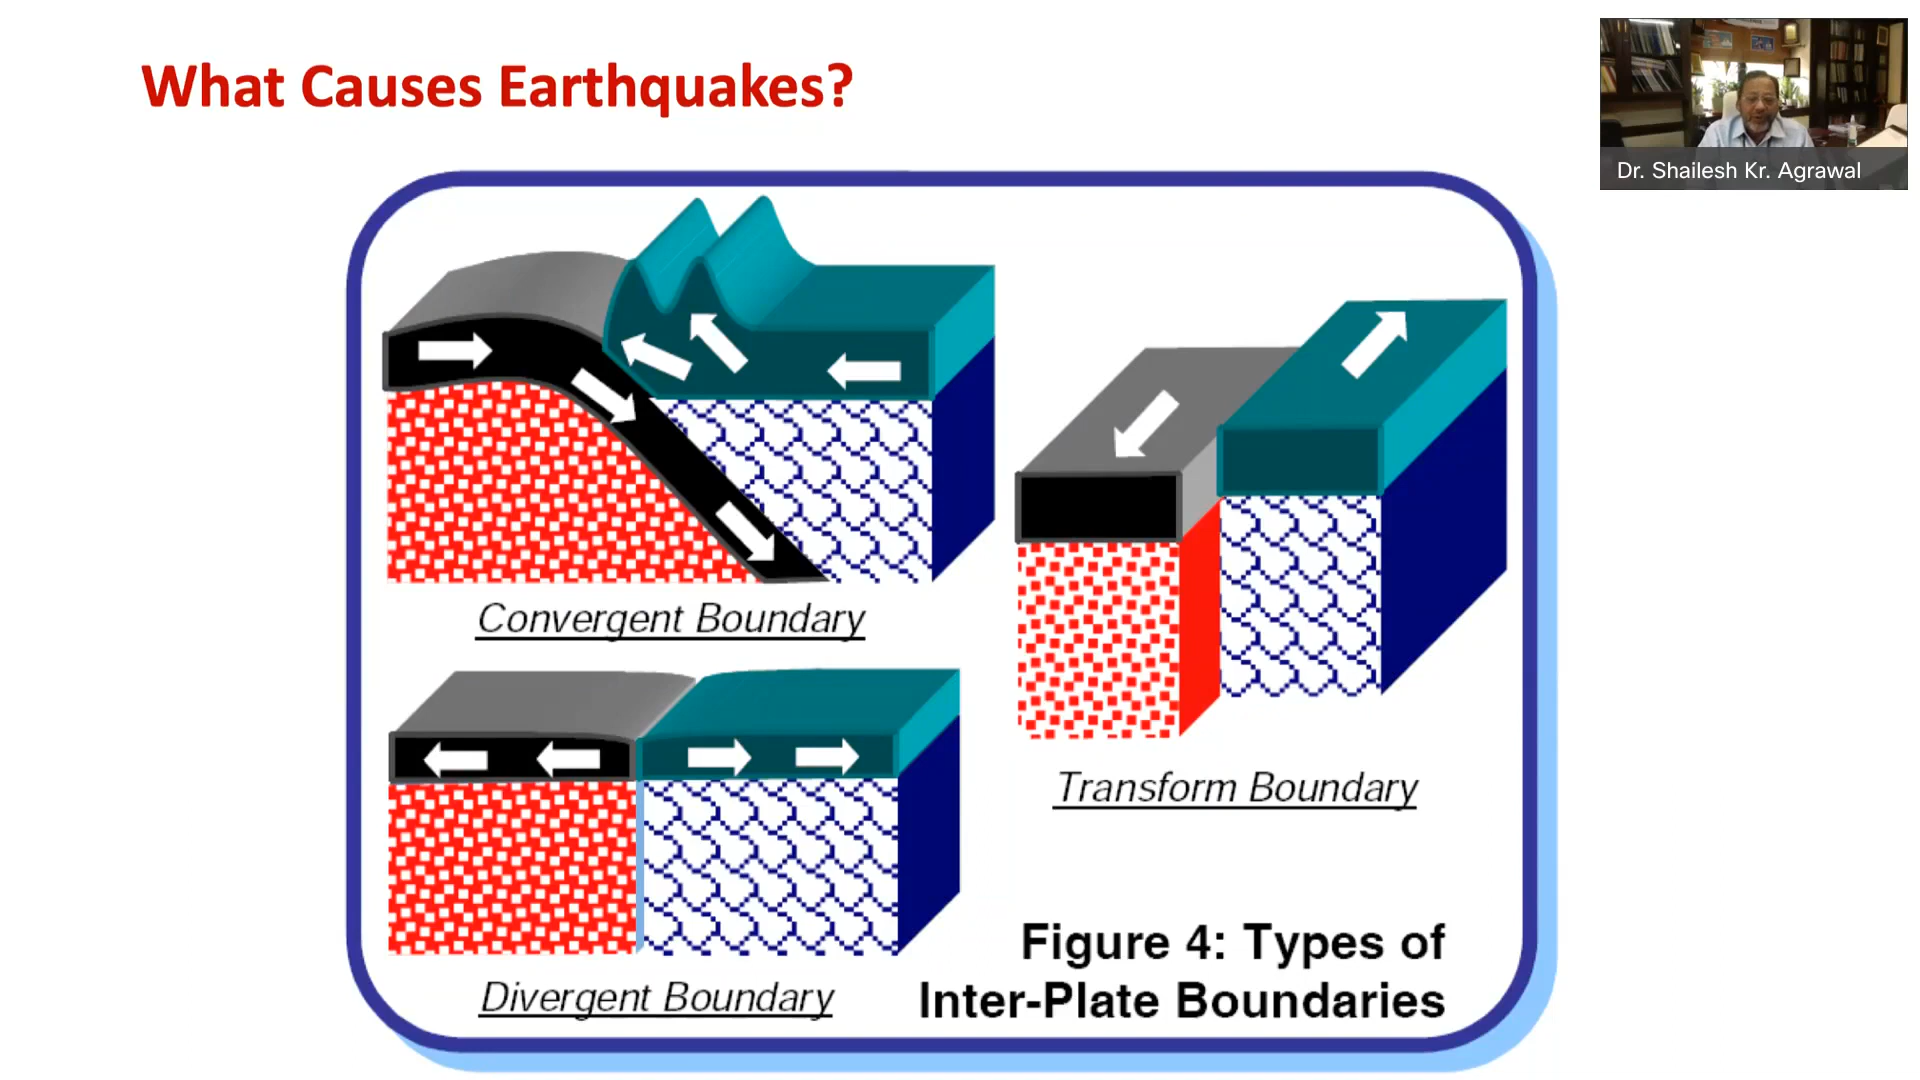 What Causes Earthquakes?
Dr. Shailesh Kr. Agrawal
Convergent Boundary
Transform Boundary
Divergent Boundary
Figure 4: Types of
Inter-Plate Boundaries